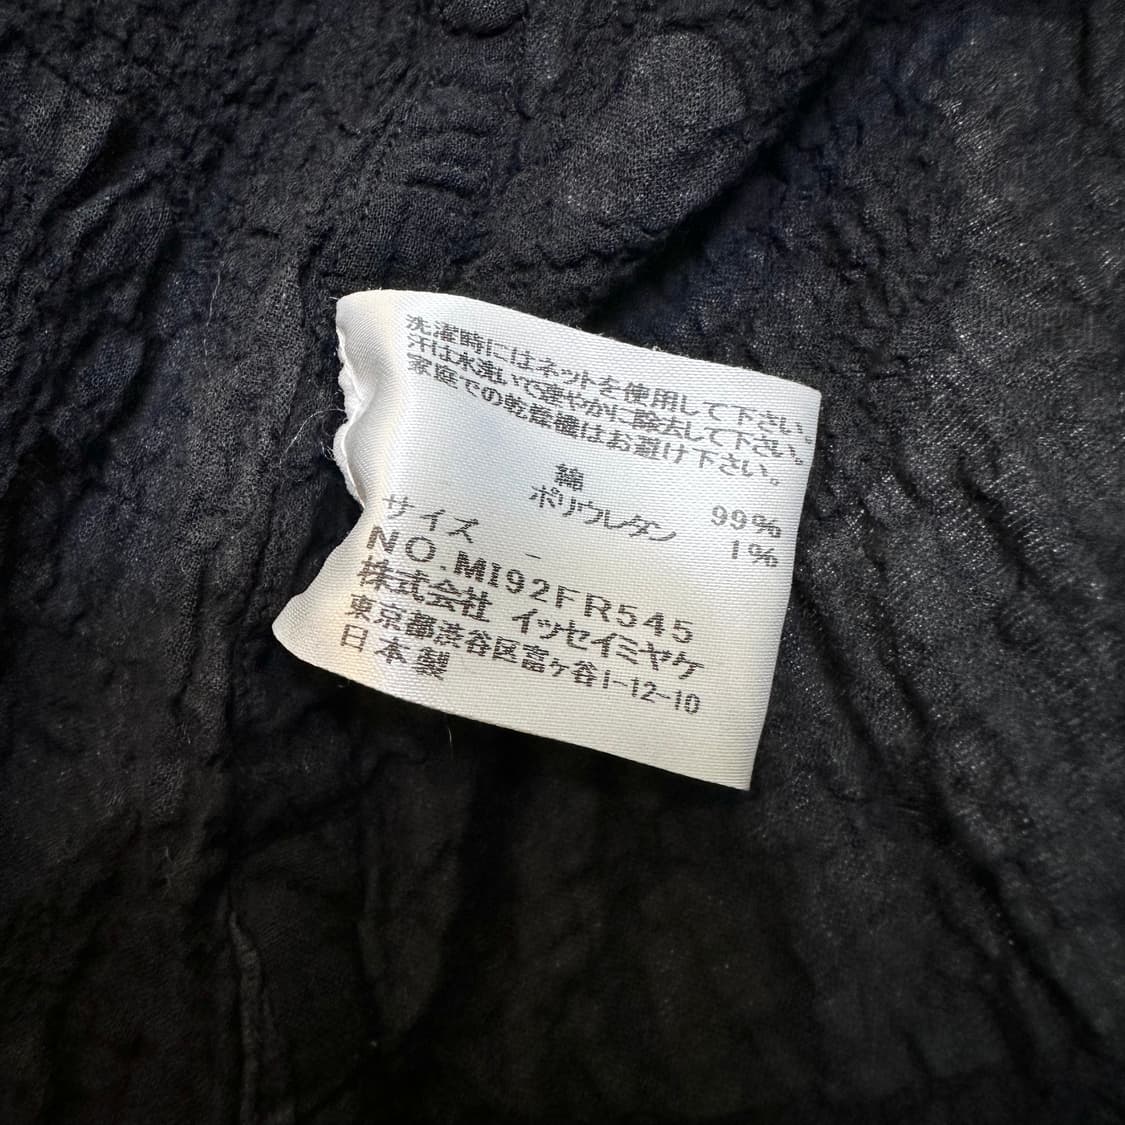 洗濯時にはネットを使用して下さい。
汗は水洗いで速やかに除去して下さい。
家庭での乾燥機はお避け下さい。
綿 99%
ポリウレタン 1%
サイズ -
NO.MI92FR545
株式会社 イッセイミヤケ
東京都渋谷区富ヶ谷1-12-10
日本製